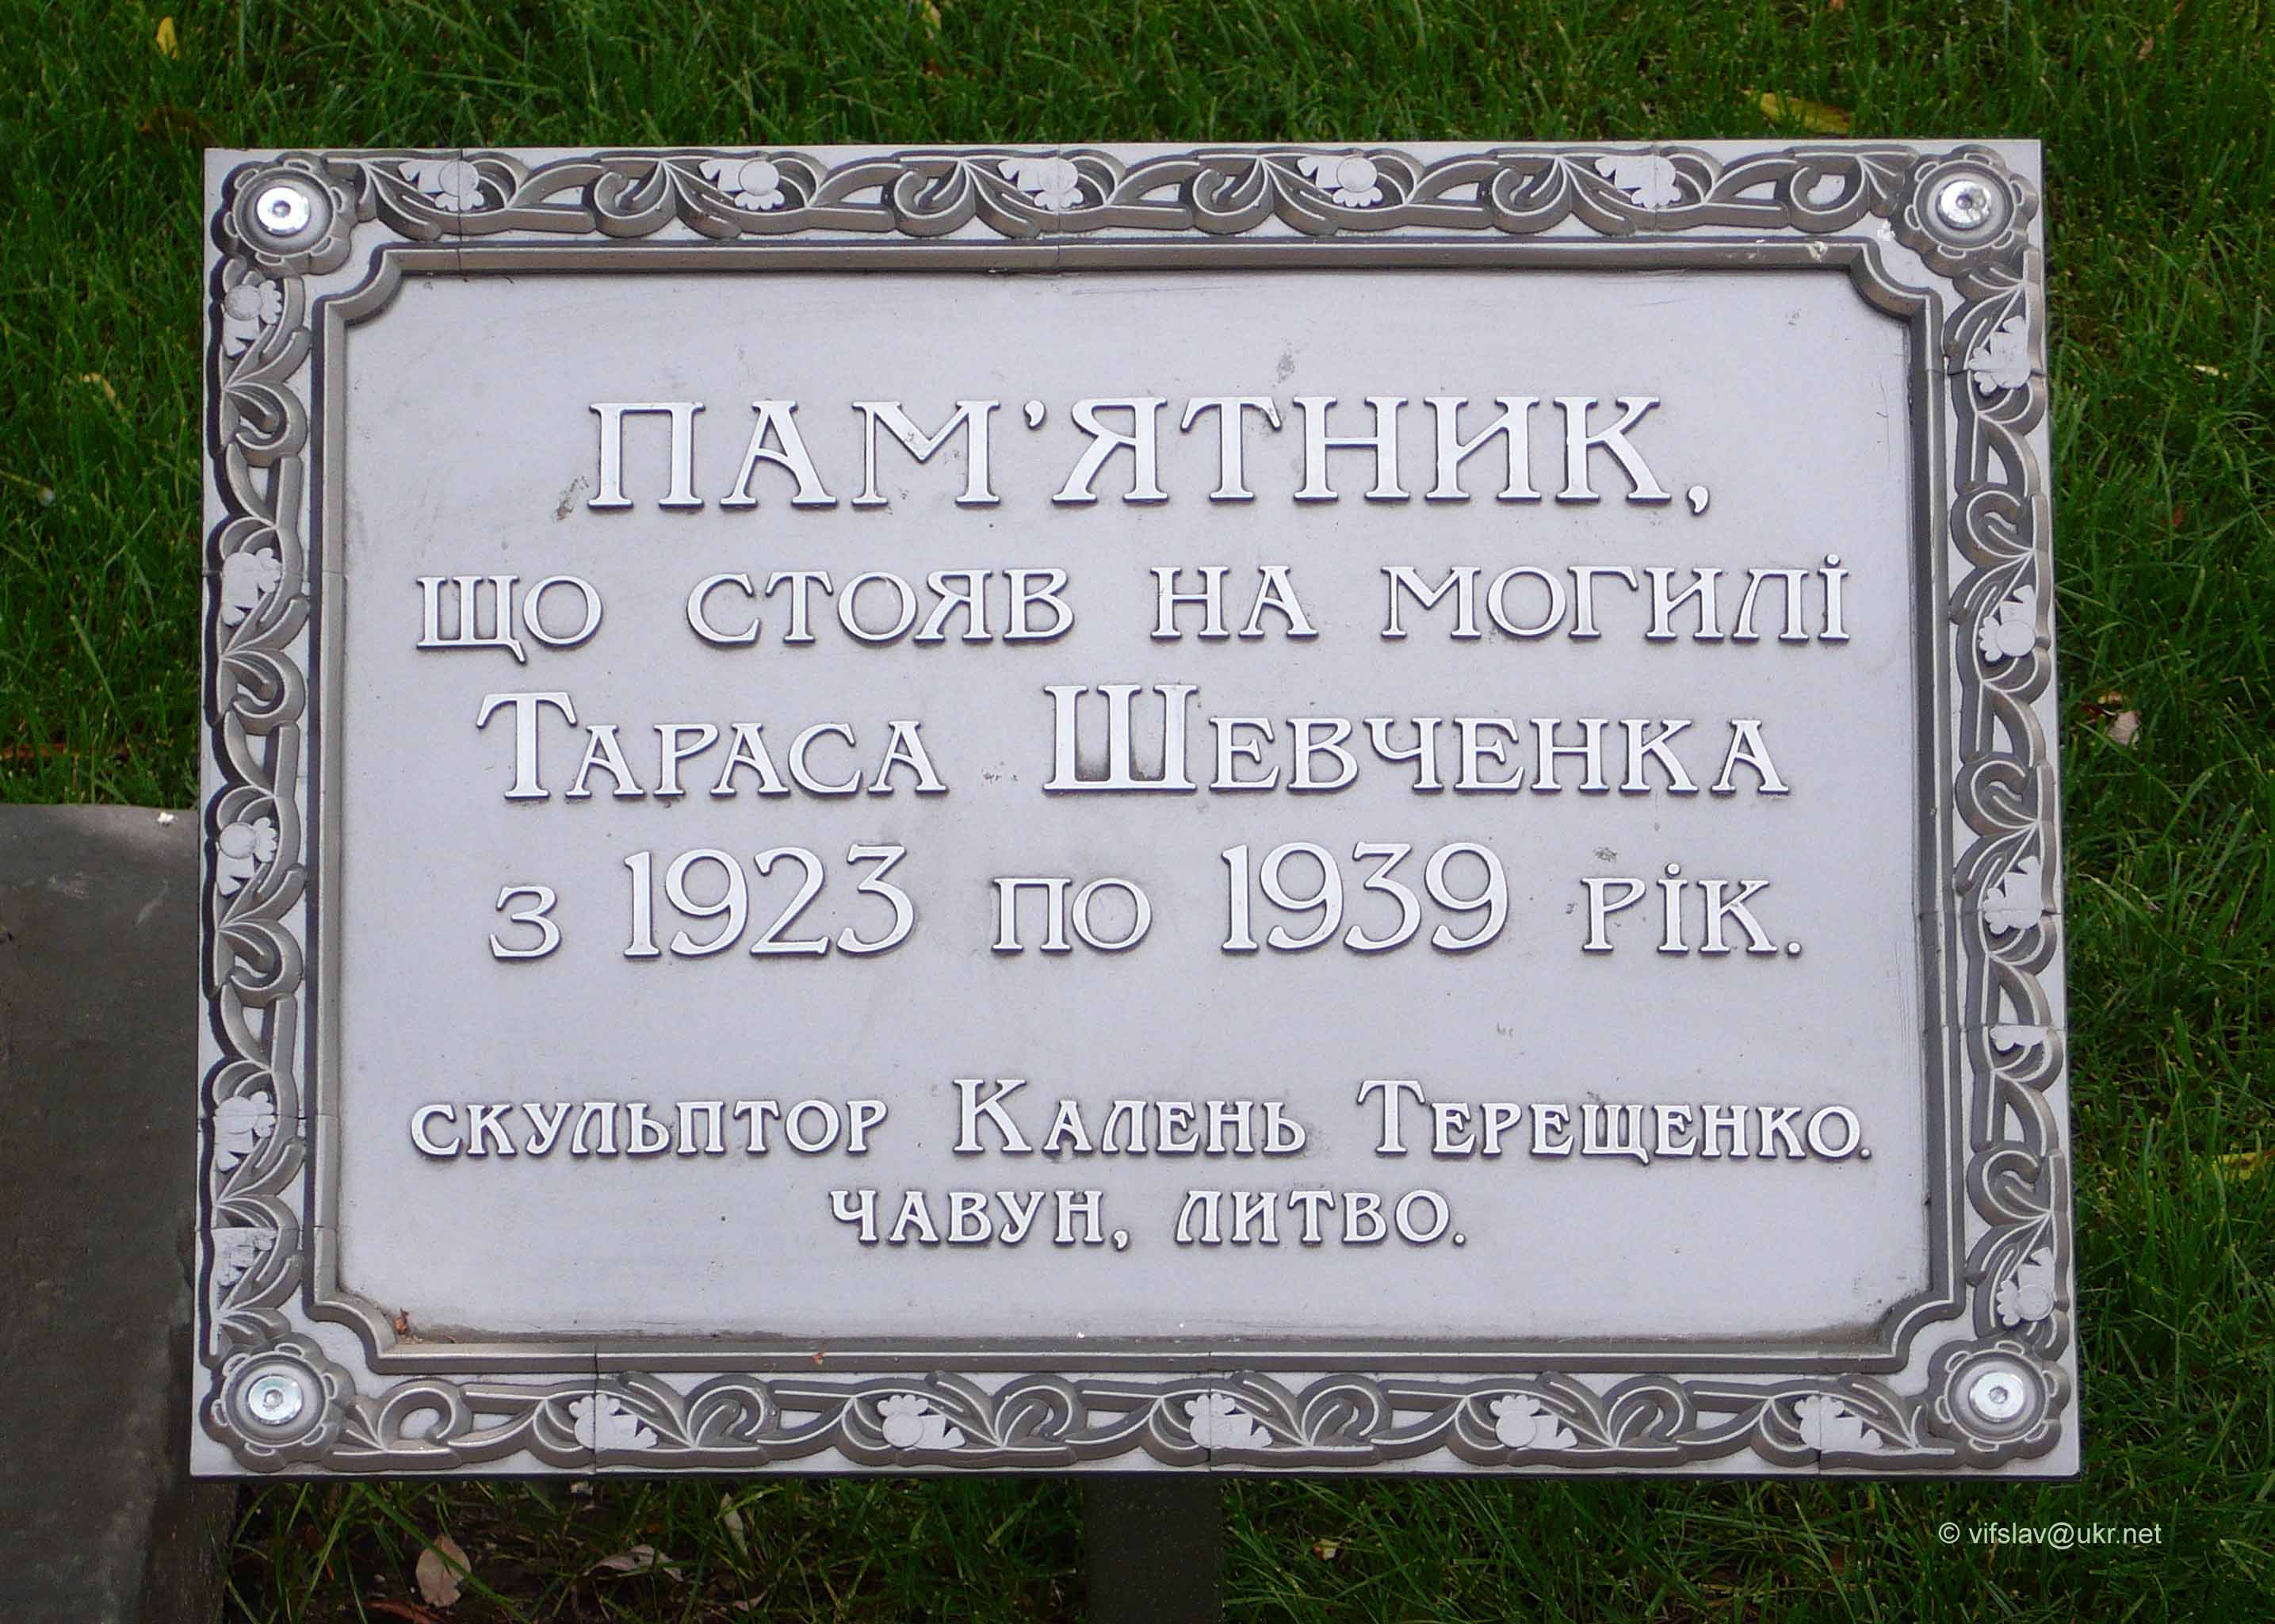 ПАМ'ЯТНИК,
що стояв на могилі
Тараса Шевченка
з 1923 по 1939 рік.
скульптор Калень Терещенко.
чавун, литво.
© vifslav@ukr.net